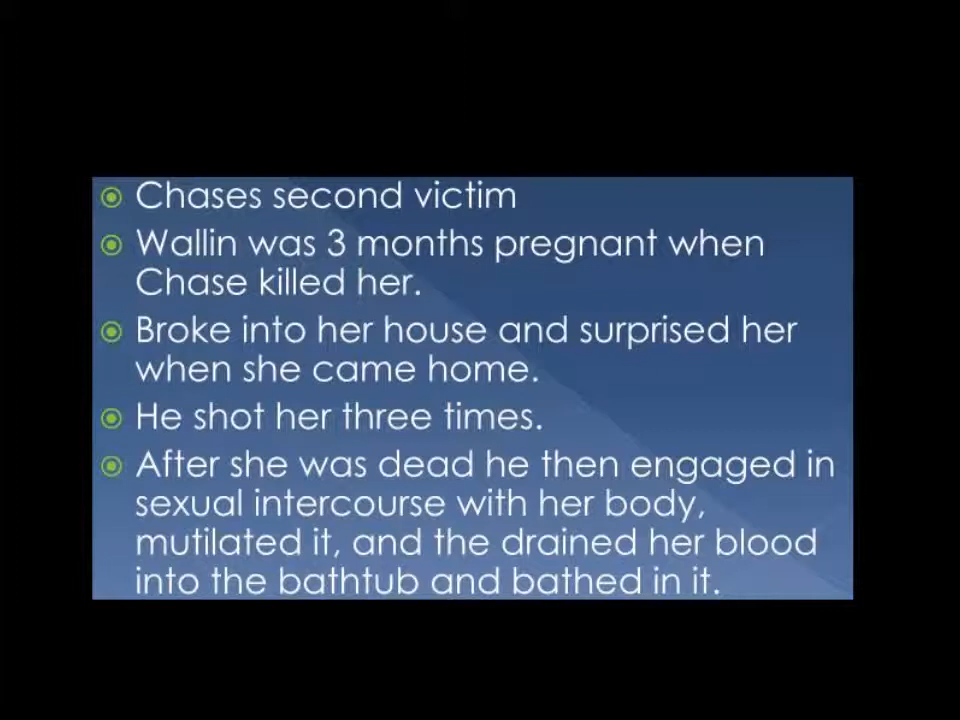 Chases second victim
Wallin was 3 months pregnant when
Chase killed her.
Broke into her house and surprised her
when she came home.
He shot her three times.
After she was dead he then engaged in
sexual intercourse with her body,
mutilated it, and the drained her blood
into the bathtub and bathed in it.